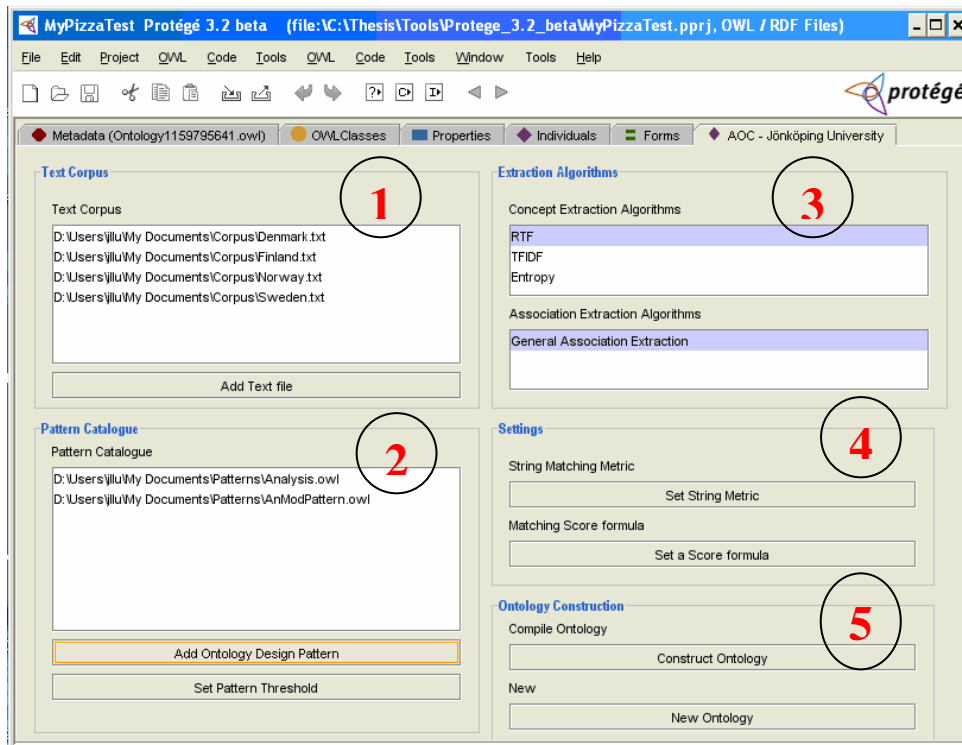 MyPizzaTest Protégé 3.2 beta (file:\C:\Thesis\Tools\Protege_3.2_beta\MyPizzaTest.pprj, OWL / RDF Files)
File Edit Project OWL Code Tools OWL Code Tools Window Tools Help
protégé
Metadata (Ontology1159795641.owl) OWLClasses Properties Individuals Forms AOC - Jönköping University
Text Corpus
1
Text Corpus
D:\Users\jllu\My Documents\Corpus\Denmark.txt
D:\Users\jllu\My Documents\Corpus\Finland.txt
D:\Users\jllu\My Documents\Corpus\Norway.txt
D:\Users\jllu\My Documents\Corpus\Sweden.txt
Add Text file
Pattern Catalogue
2
Pattern Catalogue
D:\Users\jllu\My Documents\Patterns\Analysis.owl
D:\Users\jllu\My Documents\Patterns\AnModPattern.owl
Add Ontology Design Pattern
Set Pattern Threshold
Extraction Algorithms
3
Concept Extraction Algorithms
RTF
TFIDF
Entropy
Association Extraction Algorithms
General Association Extraction
Settings
4
String Matching Metric
Set String Metric
Matching Score formula
Set a Score formula
Ontology Construction
5
Compile Ontology
Construct Ontology
New
New Ontology